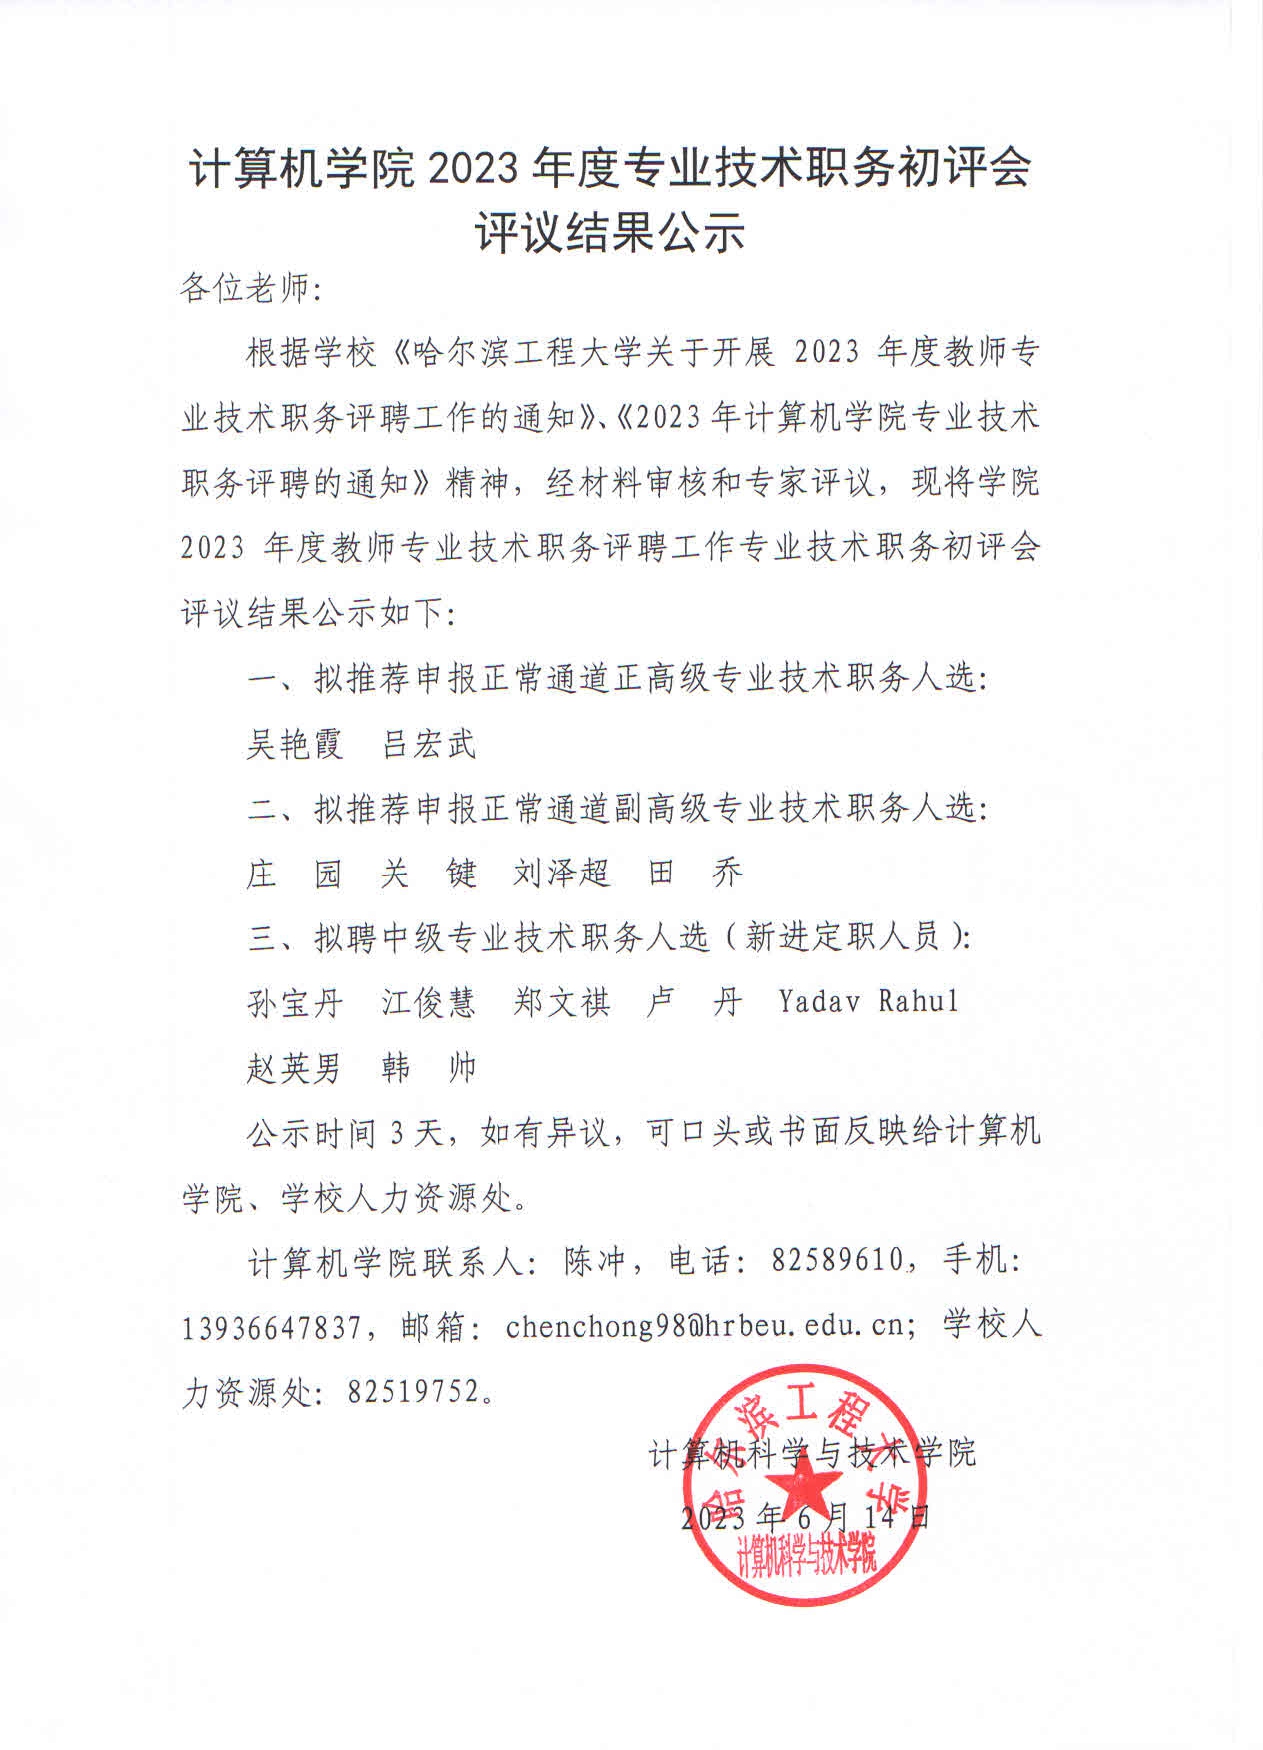 计算机学院 2023 年度专业技术职务初评会
评议结果公示
各位老师：
根据学校《哈尔滨工程大学关于开展 2023 年度教师专
业技术职务评聘工作的通知》、《2023 年计算机学院专业技术
职务评聘的通知》精神，经材料审核和专家评议，现将学院
2023 年度教师专业技术职务评聘工作专业技术职务初评会
评议结果公示如下：
一、拟推荐申报正常通道正高级专业技术职务人选：
吴艳霞 吕宏武
二、拟推荐申报正常通道副高级专业技术职务人选：
庄 园 关 键 刘泽超 田 乔
三、拟聘中级专业技术职务人选（新进定职人员）：
孙宝丹 江俊慧 郑文祺 卢 丹 Yadav Rahul
赵英男 韩 帅
公示时间 3 天，如有异议，可口头或书面反映给计算机
学院、学校人力资源处。
计算机学院联系人：陈冲，电话：82589610，手机：
13936647837，邮箱：chenchong98@hrbeu.edu.cn；学校人
力资源处：82519752。
计算机科学与技术学院
2023 年 6 月 14 日
哈尔滨工程大学
计算机科学与技术学院